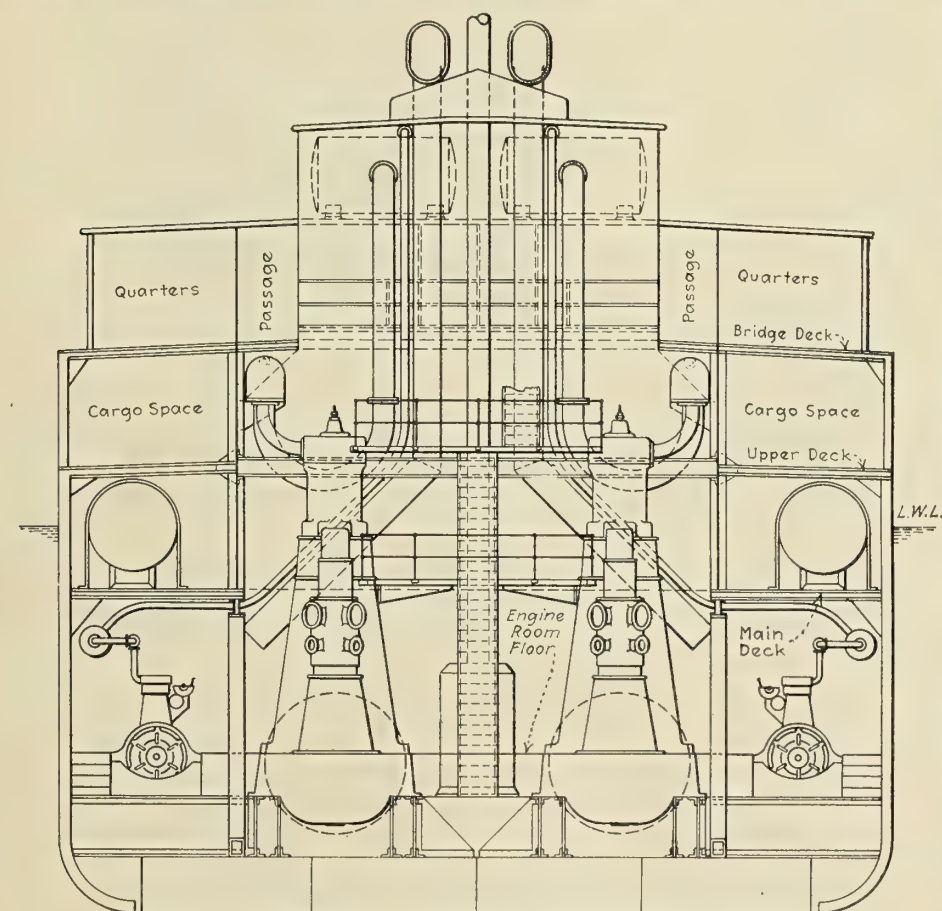 Quarters
Passage
Passage
Quarters
Bridge Deck
Cargo Space
Cargo Space
Upper Deck
L.W.L.
Engine
Room
Floor
Main
Deck